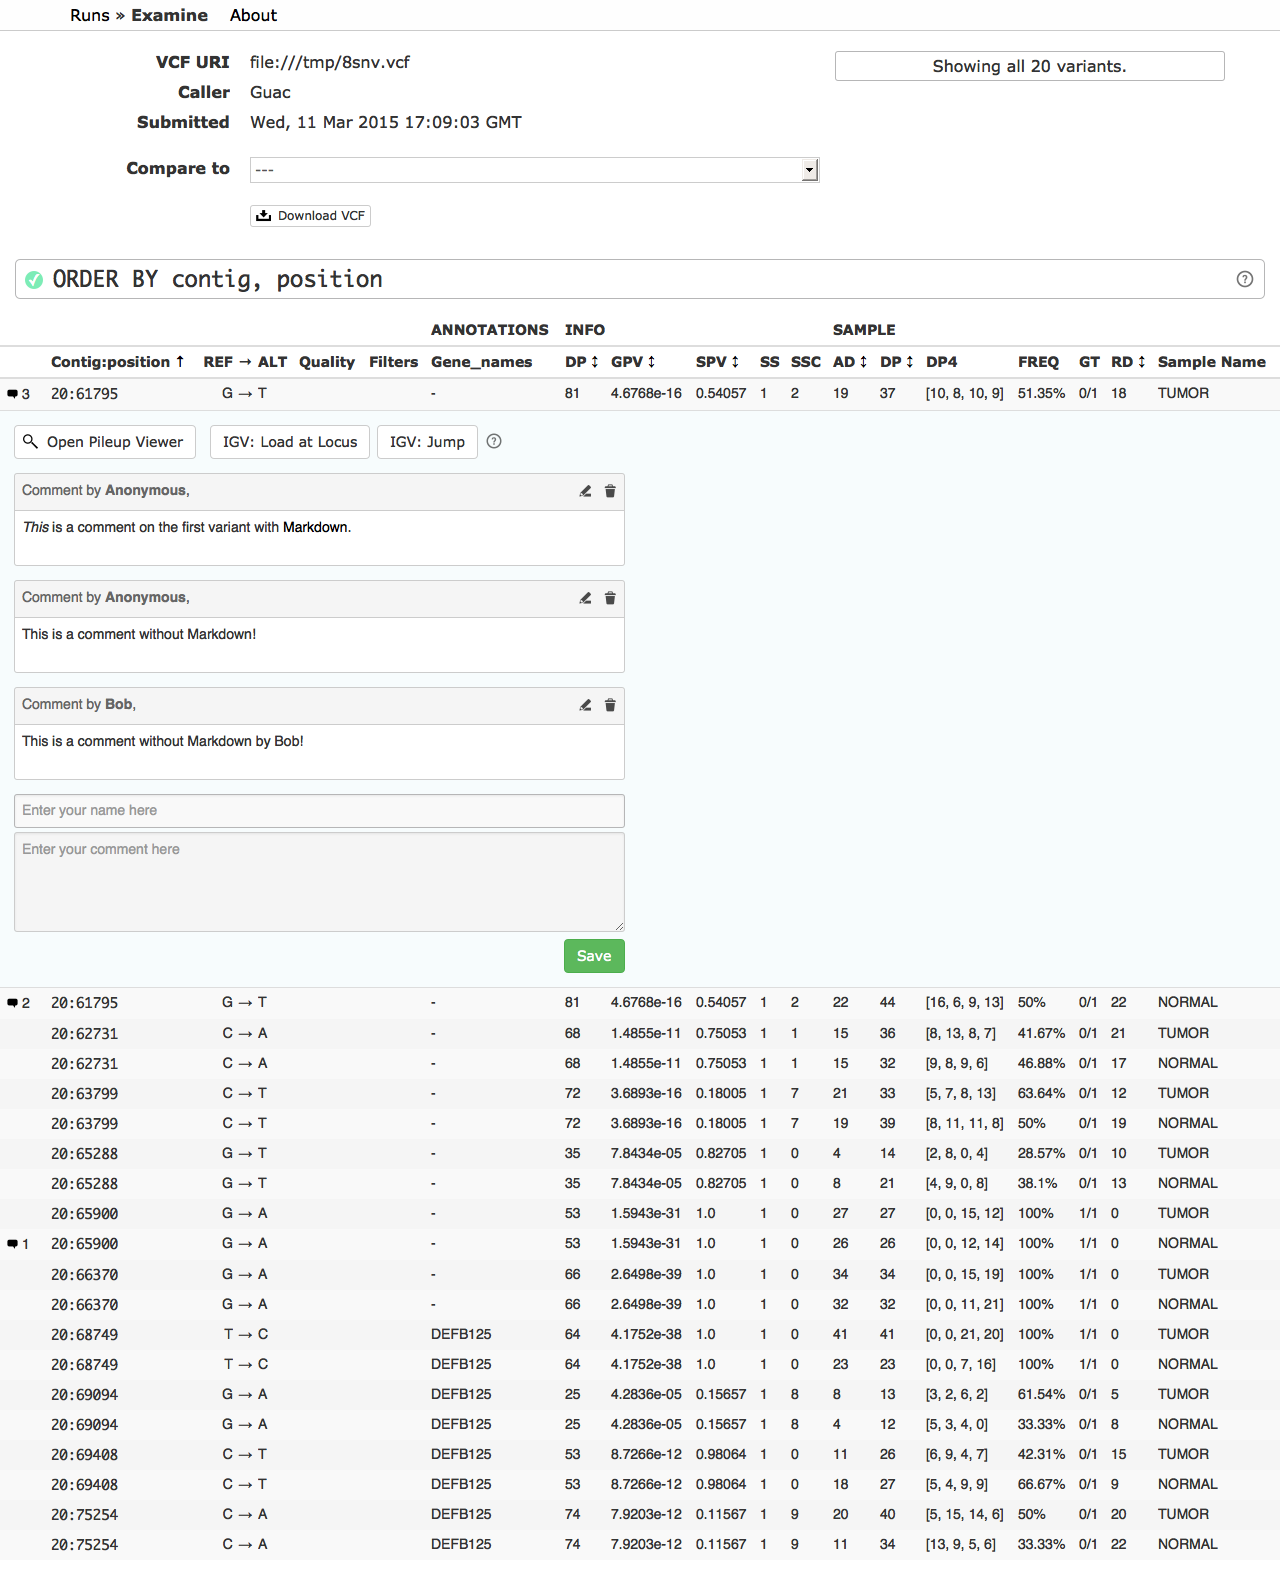 Runs » Examine About
VCF URI file:///tmp/8snv.vcf
Showing all 20 variants.
Caller Guac
Submitted Wed, 11 Mar 2015 17:09:03 GMT
Compare to ---
Download VCF
ORDER BY contig, position ?
ANNOTATIONS INFO SAMPLE
Contig:position ↑ REF → ALT Quality Filters Gene_names DP ↕ GPV ↕ SPV ↕ SS SSC AD ↕ DP ↕ DP4 FREQ GT RD ↕ Sample Name
3 20:61795 G → T - 81 4.6768e-16 0.54057 1 2 19 37 [10, 8, 10, 9] 51.35% 0/1 18 TUMOR
Open Pileup Viewer IGV: Load at Locus IGV: Jump ?
Comment by Anonymous,
This is a comment on the first variant with Markdown.
Comment by Anonymous,
This is a comment without Markdown!
Comment by Bob,
This is a comment without Markdown by Bob!
Enter your name here
Enter your comment here
Save
2 20:61795 G → T - 81 4.6768e-16 0.54057 1 2 22 44 [16, 6, 9, 13] 50% 0/1 22 NORMAL
20:62731 C → A - 68 1.4855e-11 0.75053 1 1 15 36 [8, 13, 8, 7] 41.67% 0/1 21 TUMOR
20:62731 C → A - 68 1.4855e-11 0.75053 1 1 15 32 [9, 8, 9, 6] 46.88% 0/1 17 NORMAL
20:63799 C → T - 72 3.6893e-16 0.18005 1 7 21 33 [5, 7, 8, 13] 63.64% 0/1 12 TUMOR
20:63799 C → T - 72 3.6893e-16 0.18005 1 7 19 39 [8, 11, 11, 8] 50% 0/1 19 NORMAL
20:65288 G → T - 35 7.8434e-05 0.82705 1 0 4 14 [2, 8, 0, 4] 28.57% 0/1 10 TUMOR
20:65288 G → T - 35 7.8434e-05 0.82705 1 0 8 21 [4, 9, 0, 8] 38.1% 0/1 13 NORMAL
20:65900 G → A - 53 1.5943e-31 1.0 1 0 27 27 [0, 0, 15, 12] 100% 1/1 0 TUMOR
1 20:65900 G → A - 53 1.5943e-31 1.0 1 0 26 26 [0, 0, 12, 14] 100% 1/1 0 NORMAL
20:66370 G → A - 66 2.6498e-39 1.0 1 0 34 34 [0, 0, 15, 19] 100% 1/1 0 TUMOR
20:66370 G → A - 66 2.6498e-39 1.0 1 0 32 32 [0, 0, 11, 21] 100% 1/1 0 NORMAL
20:68749 T → C DEFB125 64 4.1752e-38 1.0 1 0 41 41 [0, 0, 21, 20] 100% 1/1 0 TUMOR
20:68749 T → C DEFB125 64 4.1752e-38 1.0 1 0 23 23 [0, 0, 7, 16] 100% 1/1 0 NORMAL
20:69094 G → A DEFB125 25 4.2836e-05 0.15657 1 8 8 13 [3, 2, 6, 2] 61.54% 0/1 5 TUMOR
20:69094 G → A DEFB125 25 4.2836e-05 0.15657 1 8 4 12 [5, 3, 4, 0] 33.33% 0/1 8 NORMAL
20:69408 C → T DEFB125 53 8.7266e-12 0.98064 1 0 11 26 [6, 9, 4, 7] 42.31% 0/1 15 TUMOR
20:69408 C → T DEFB125 53 8.7266e-12 0.98064 1 0 18 27 [5, 4, 9, 9] 66.67% 0/1 9 NORMAL
20:75254 C → A DEFB125 74 7.9203e-12 0.11567 1 9 20 40 [5, 15, 14, 6] 50% 0/1 20 TUMOR
20:75254 C → A DEFB125 74 7.9203e-12 0.11567 1 9 11 34 [13, 9, 5, 6] 33.33% 0/1 22 NORMAL